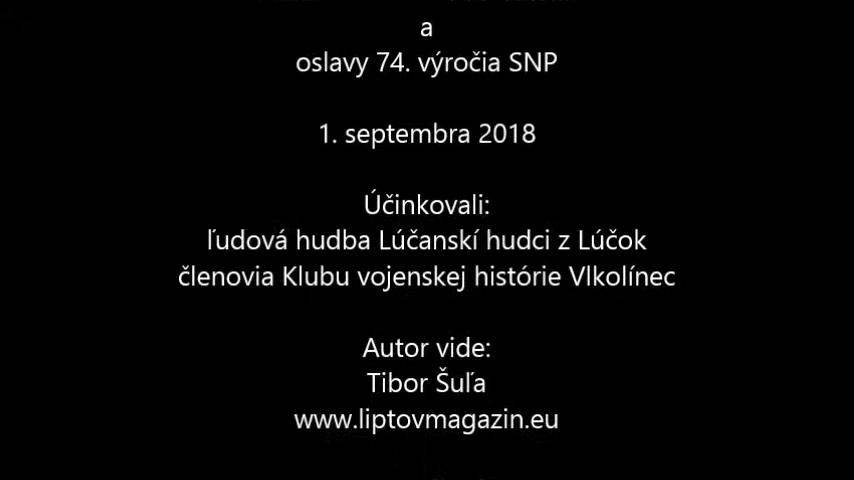 a
oslavy 74. výročia SNP
1. septembra 2018
Účinkovali:
ľudová hudba Lúčanskí hudci z Lúčok
členovia Klubu vojenskej histórie Vlkolínec
Autor vide:
Tibor Šuľa
www.liptovmagazin.eu